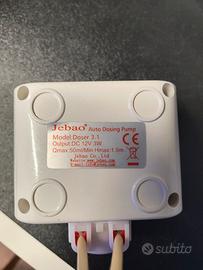 Jebao® Auto Dosing Pump
Model: Doser 3.1
Output: DC 12V 3W
Qmax: 50ml/Min Hmax: 1.5m
Jebao Co., Ltd
CE
subito